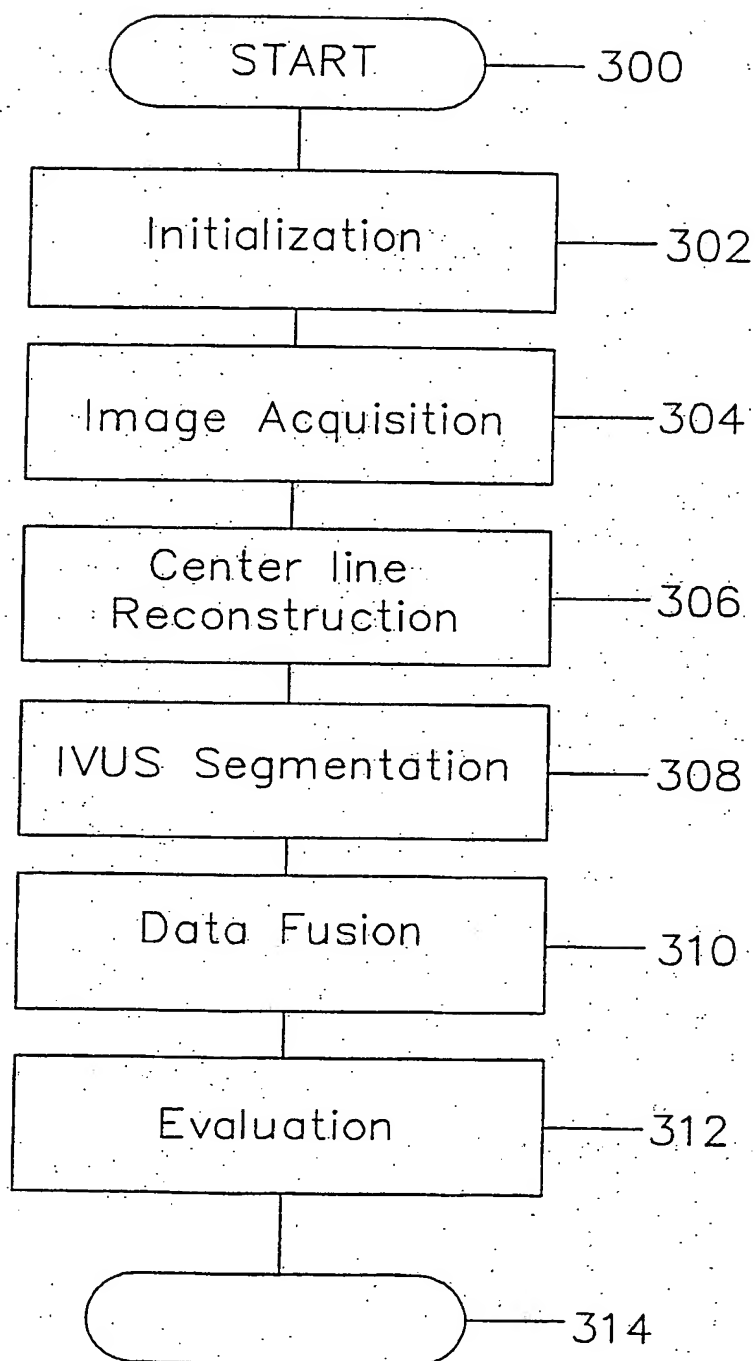 START
300
Initialization
302
Image Acquisition
304
Center line
Reconstruction
306
IVUS Segmentation
308
Data Fusion
310
Evaluation
312
314